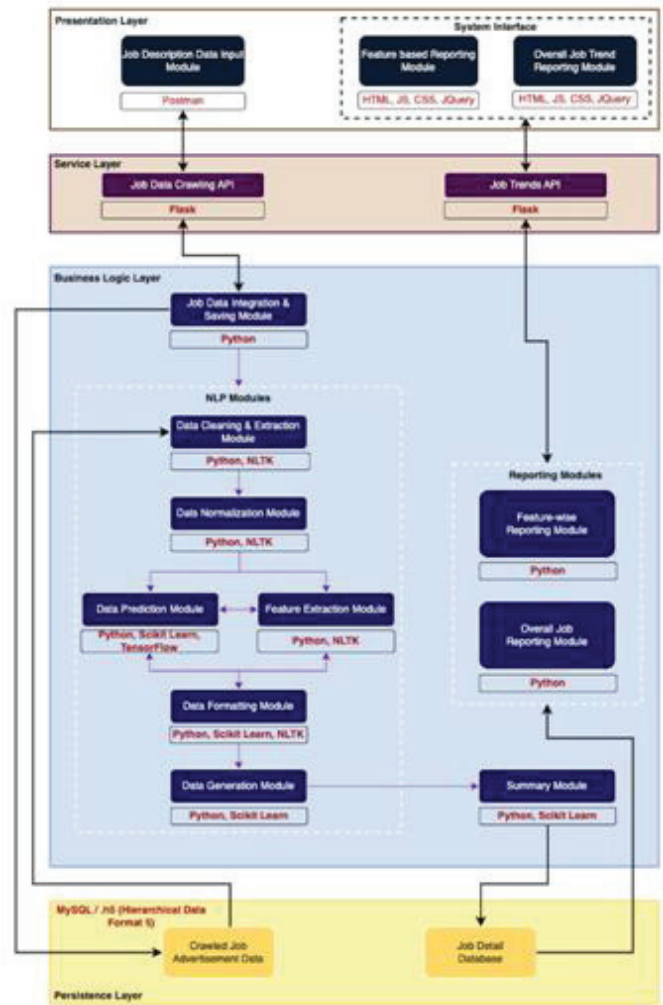 Presentation Layer
System Interface
Job Description Data Input
Module
Feature based Reporting
Module
Overall Job Trend
Reporting Module
Postman
HTML, JS, CSS, JQuery
HTML, JS, CSS, JQuery
Service Layer
Job Data Crawling API
Job Trends API
Flask
Flask
Business Logic Layer
Job Data Integration &
Saving Module
Python
NLP Modules
Data Cleaning & Extraction
Module
Python, NLTK
Data Normalization Module
Python, NLTK
Data Prediction Module
Feature Extraction Module
Python, Scikit Learn,
TensorFlow
Python, NLTK
Data Formatting Module
Python, Scikit Learn, NLTK
Data Generation Module
Python, Scikit Learn
Reporting Modules
Feature-wise
Reporting Module
Python
Overall Job
Reporting Module
Python
Summary Module
Python, Scikit Learn
MySQL / .h5 (Hierarchical Data
Format 5)
Crawled Job
Advertisement Data
Job Detail
Database
Persistence Layer